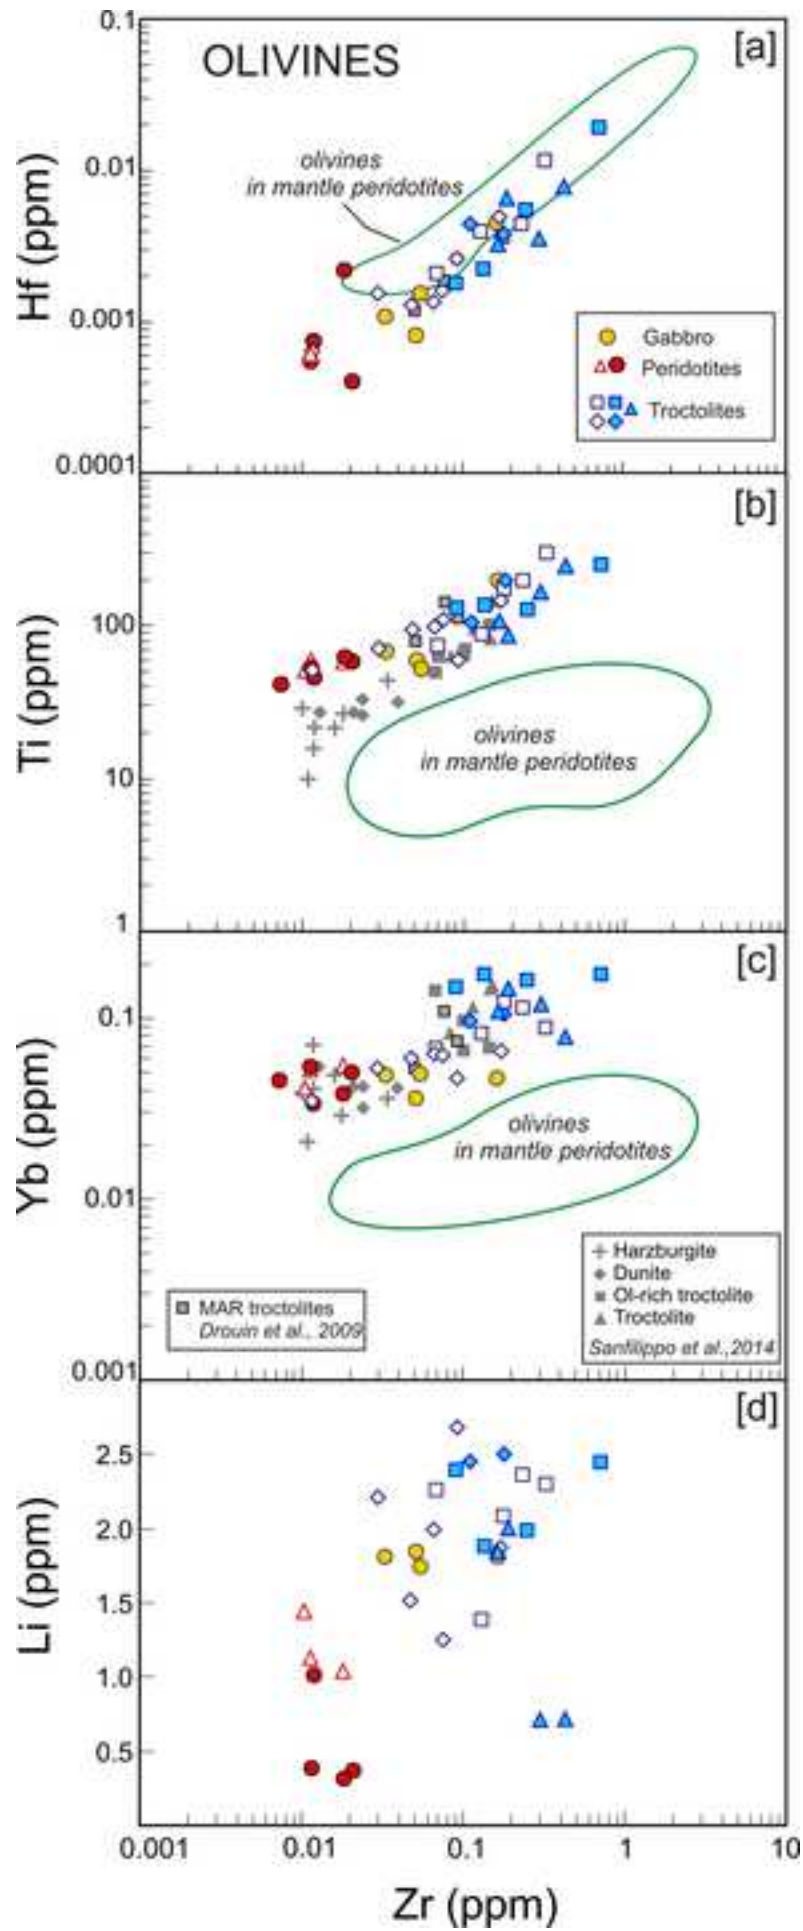 0.1
OLIVINES
[a]
olivines
in mantle peridotites
0.01
Hf (ppm)
0.001
Gabbro
Peridotites
Troctolites
0.0001
[b]
100
Ti (ppm)
olivines
in mantle peridotites
10
1
[c]
0.1
Yb (ppm)
olivines
in mantle peridotites
0.01
Harzburgite
Dunite
Ol-rich troctolite
Troctolite
Sanfilippo et al.,2014
MAR troctolites
Drouin et al., 2009
0.001
[d]
2.5
2.0
Li (ppm)
1.5
1.0
0.5
0.001 0.01 0.1 1 10
Zr (ppm)